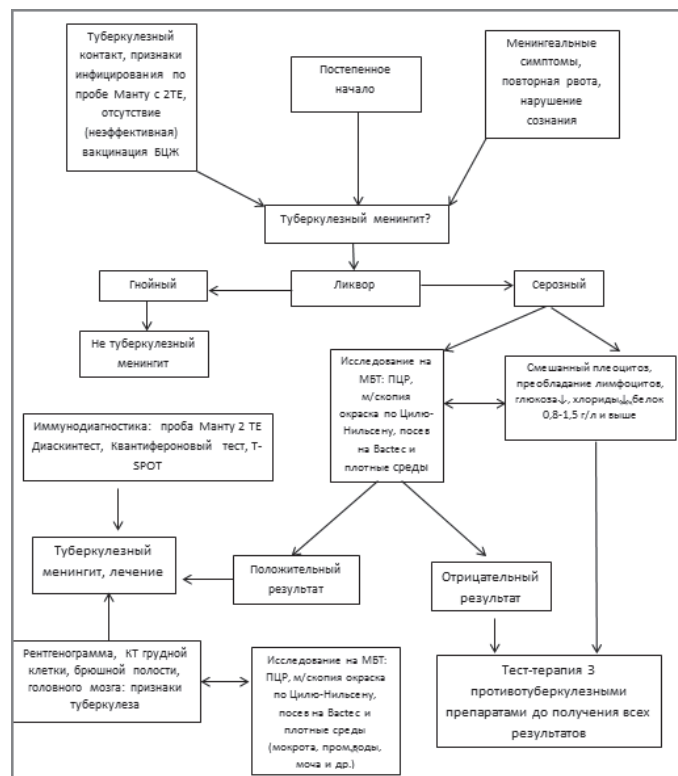 Туберкулезный
контакт, признаки
инфицирования по
пробе Манту с 2ТЕ,
отсутствие
(неэффективная)
вакцинация БЦЖ
Постепенное
начало
Менингеальные
симптомы,
повторная рвота,
нарушение
сознания
Туберкулезный менингит?
Гнойный
Ликвор
Серозный
Не туберкулезный
менингит
Исследование на
МБТ: ПЦР,
м/скопия
окраска по Цилю-
Нильсену, посев
на Bactec и
плотные среды
Смешанный плеоцитоз,
преобладание лимфоцитов,
глюкоза↓, хлориды↓, белок
0,8-1,5 г/л и выше
Иммунодиагностика: проба Манту 2 ТЕ
Диаскинтест, Квантифероновый тест, T-
SPOT
Туберкулезный
менингит, лечение
Положительный
результат
Отрицательный
результат
Рентгенограмма, КТ грудной
клетки, брюшной полости,
головного мозга: признаки
туберкулеза
Исследование на МБТ:
ПЦР, м/скопия окраска
по Цилю-Нильсену,
посев на Bactec и
плотные среды
(мокрота, пром.воды,
моча и др.)
Тест-терапия 3
противотуберкулезными
препаратами до получения всех
результатов